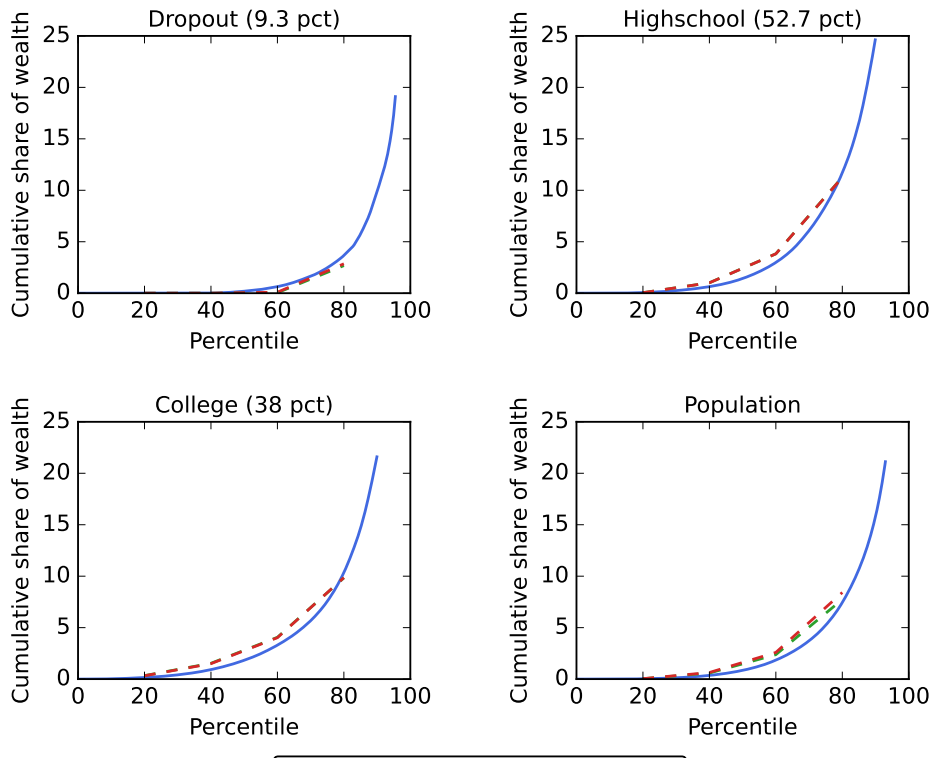 Dropout (9.3 pct)
Cumulative share of wealth
25
20
15
10
5
0
0 20 40 60 80 100
Percentile
Highschool (52.7 pct)
Cumulative share of wealth
25
20
15
10
5
0
0 20 40 60 80 100
Percentile
College (38 pct)
Cumulative share of wealth
25
20
15
10
5
0
0 20 40 60 80 100
Percentile
Population
Cumulative share of wealth
25
20
15
10
5
0
0 20 40 60 80 100
Percentile